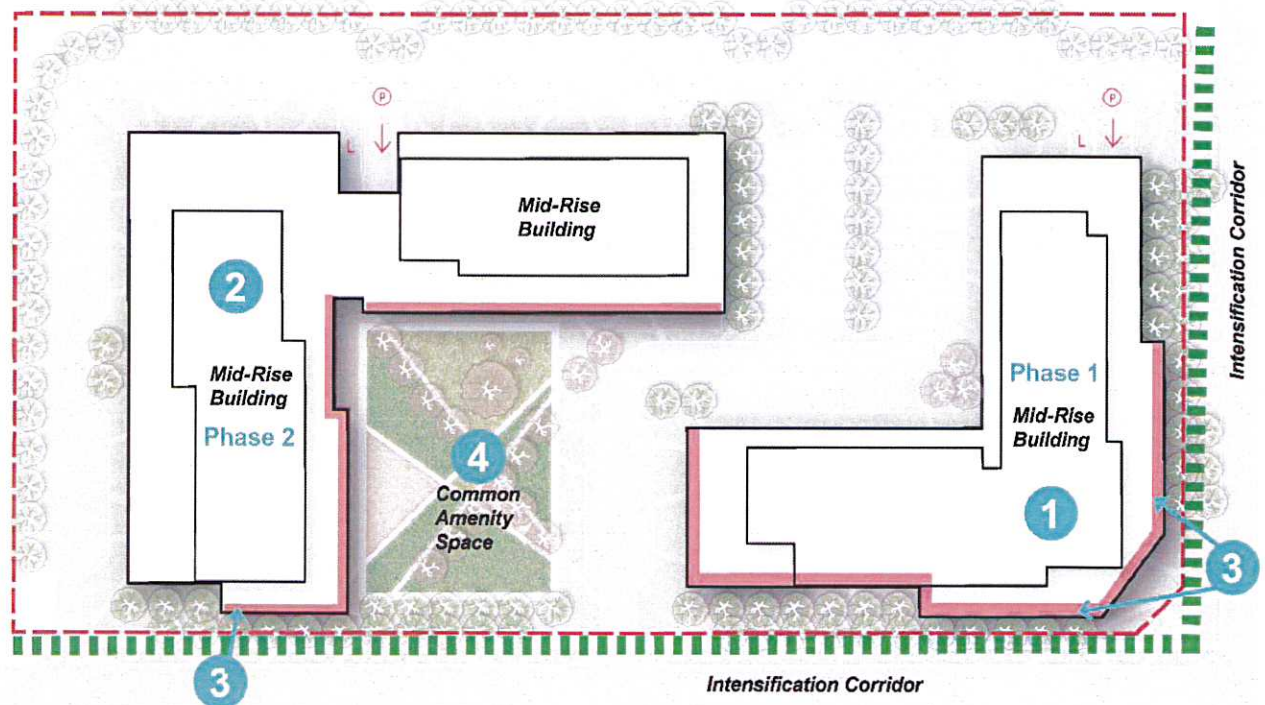 P
P
L
L
Mid-Rise
Building
Intensification Corridor
2
Phase 1
Mid-Rise
Building
Mid-Rise
Building
Phase 2
4
Common
Amenity
Space
1
3
3
Intensification Corridor